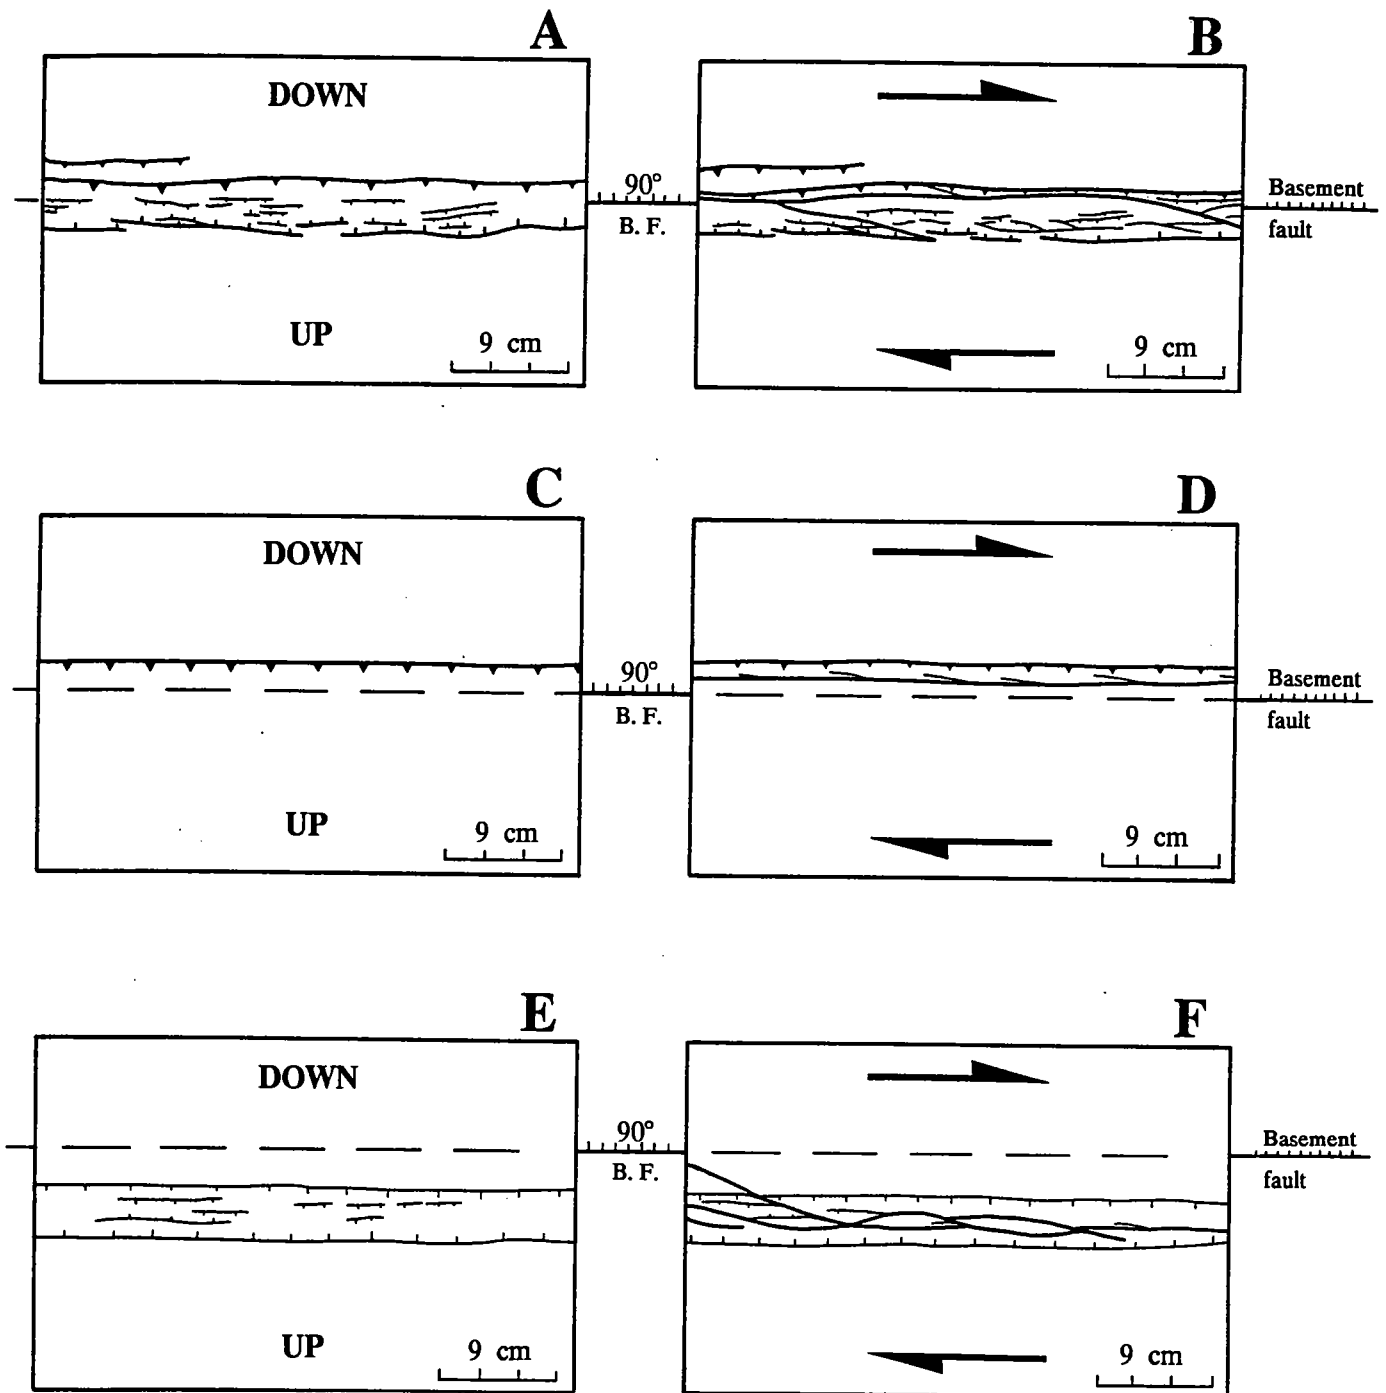 A
B
DOWN
90°
B. F.
Basement
fault
UP
9 cm
9 cm
C
D
DOWN
90°
B. F.
Basement
fault
UP
9 cm
9 cm
E
F
DOWN
90°
B. F.
Basement
fault
UP
9 cm
9 cm